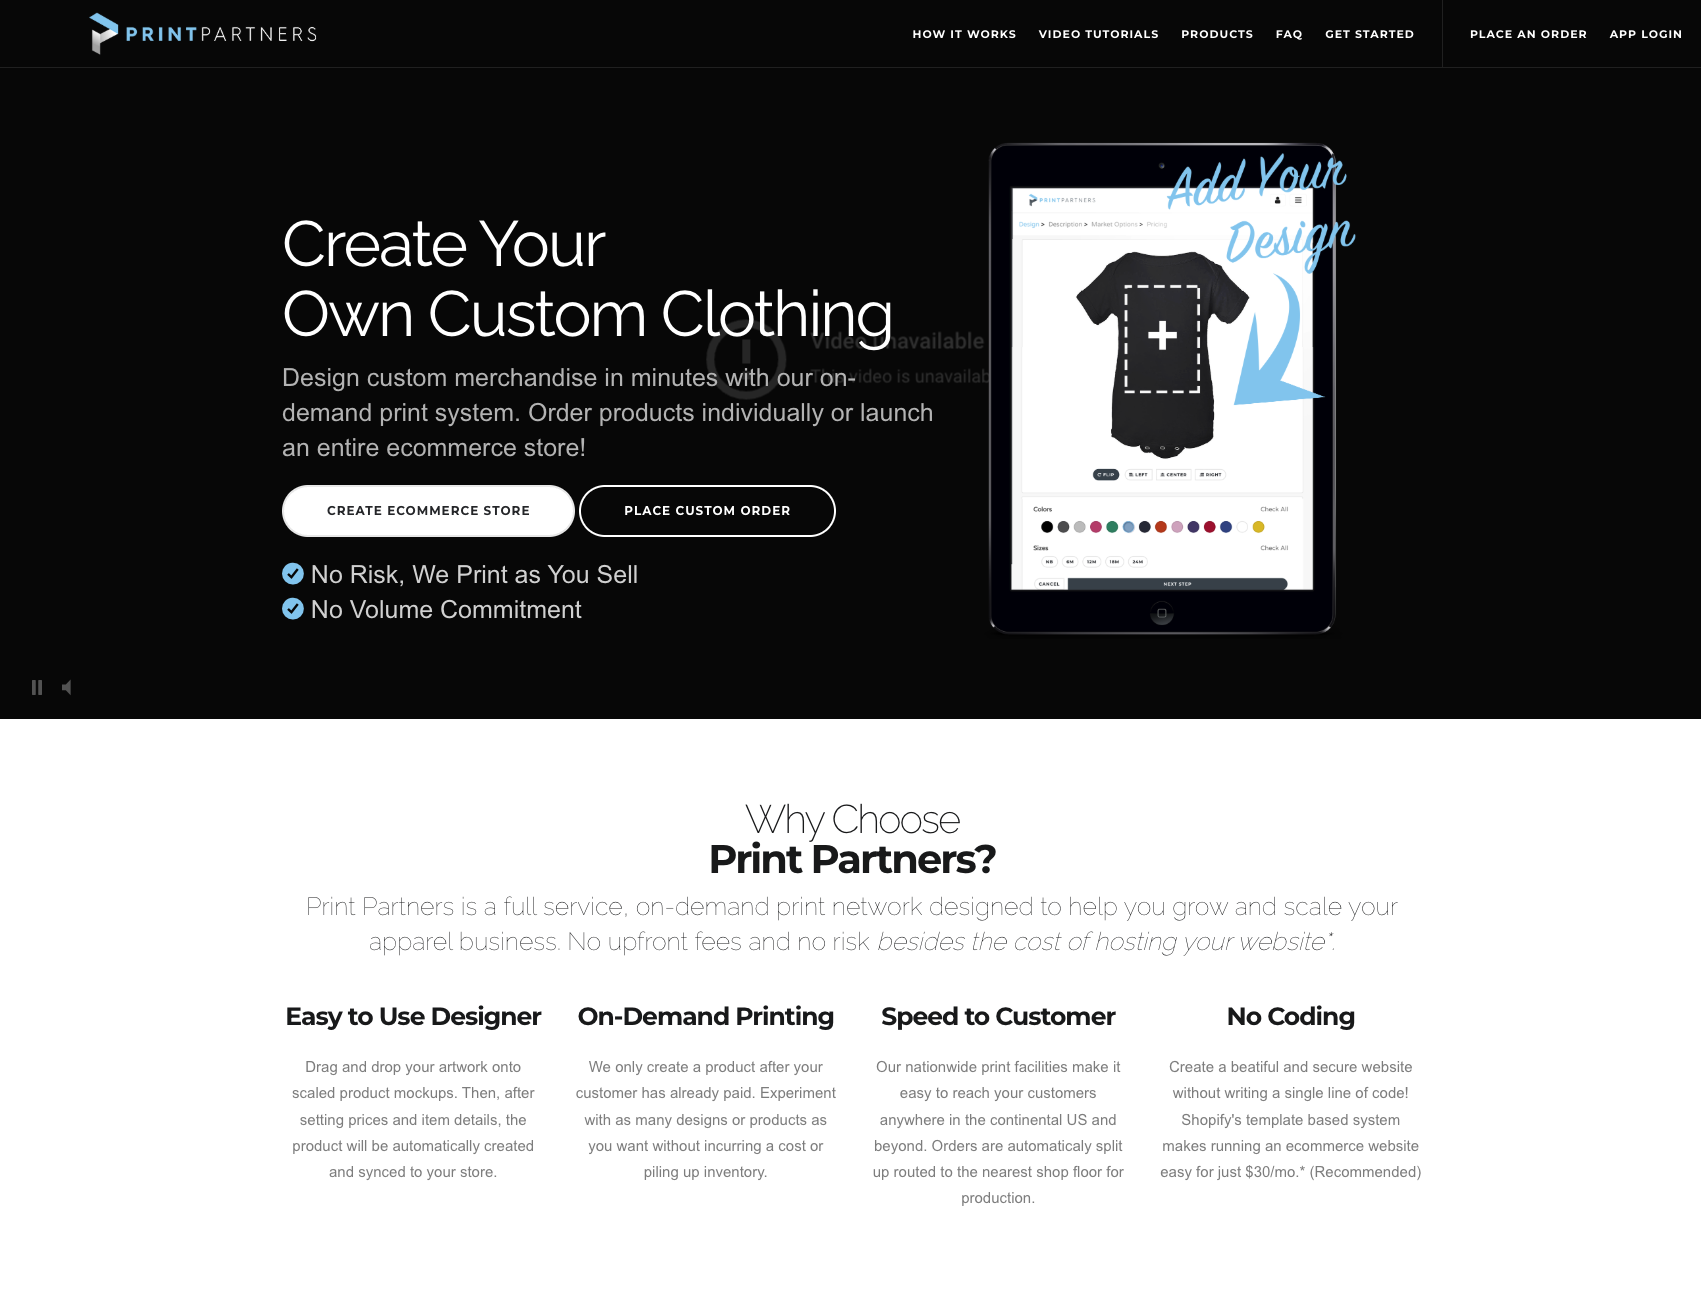 PRINTPARTNERS
HOW IT WORKS
VIDEO TUTORIALS
PRODUCTS
FAQ
GET STARTED
PLACE AN ORDER
APP LOGIN
Create Your
Own Custom Clothing
Video unavailable
This video is
Design custom merchandise in minutes with our on-
demand print system. Order products individually or launch
an entire ecommerce store!
CREATE ECOMMERCE STORE
PLACE CUSTOM ORDER
No Risk, We Print as You Sell
No Volume Commitment
Add Your
Design
PRINTPARTNERS
Design > Description > Market Options > Pricing
FLIP
LEFT
CENTER
RIGHT
Colors
Check All
Sizes
Check All
NB
6M
12M
18M
24M
CANCEL
NEXT STEP
Why Choose
Print Partners?
Print Partners is a full service, on-demand print network designed to help you grow and scale your
apparel business. No upfront fees and no risk besides the cost of hosting your website*.
Easy to Use Designer
Drag and drop your artwork onto
scaled product mockups. Then, after
setting prices and item details, the
product will be automatically created
and synced to your store.
On-Demand Printing
We only create a product after your
customer has already paid. Experiment
with as many designs or products as
you want without incurring a cost or
piling up inventory.
Speed to Customer
Our nationwide print facilities make it
easy to reach your customers
anywhere in the continental US and
beyond. Orders are automaticaly split
up routed to the nearest shop floor for
production.
No Coding
Create a beatiful and secure website
without writing a single line of code!
Shopify's template based system
makes running an ecommerce website
easy for just $30/mo.* (Recommended)